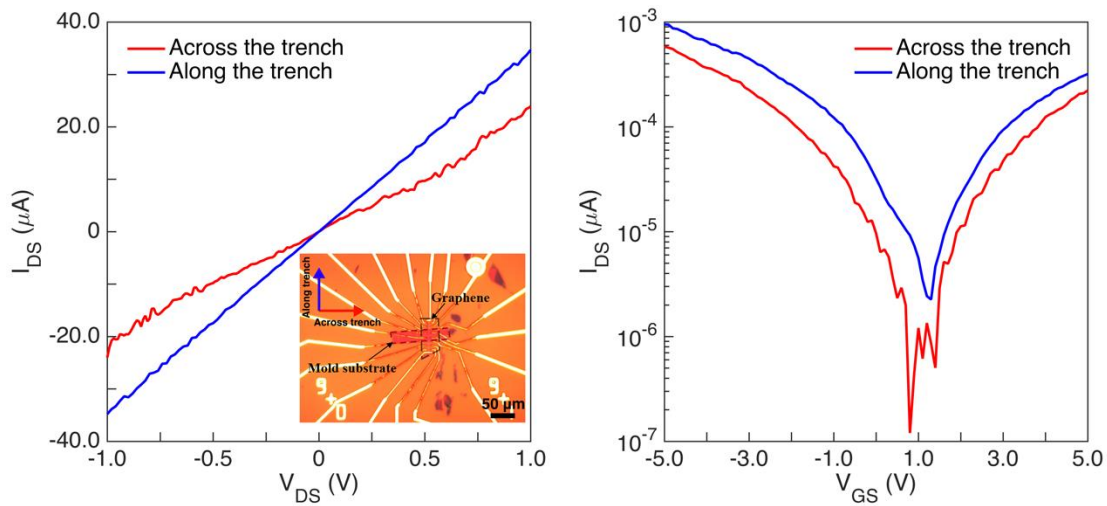 40.0
20.0
0
-20.0
-40.0
I_DS (μA)
Across the trench
Along the trench
Along trench
Across trench
Graphene
Mold substrate
9
0
9
50 μm
-1.0 -0.5 0 0.5 1.0
V_DS (V)
10^-3
10^-4
10^-5
10^-6
10^-7
I_DS (μA)
Across the trench
Along the trench
-5.0 -3.0 -1.0 1.0 3.0 5.0
V_GS (V)